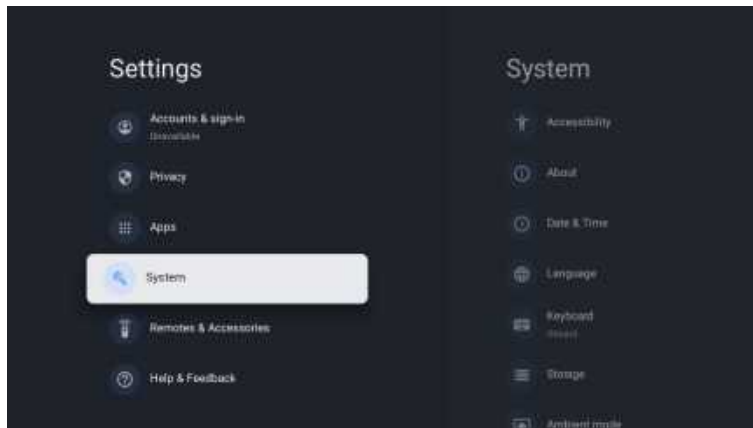 Settings
Accounts & sign-in
Privacy
Apps
System
Remotes & Accessories
Help & Feedback
System
Accessibility
About
Date & Time
Language
Keyboard
Storage
Ambient mode